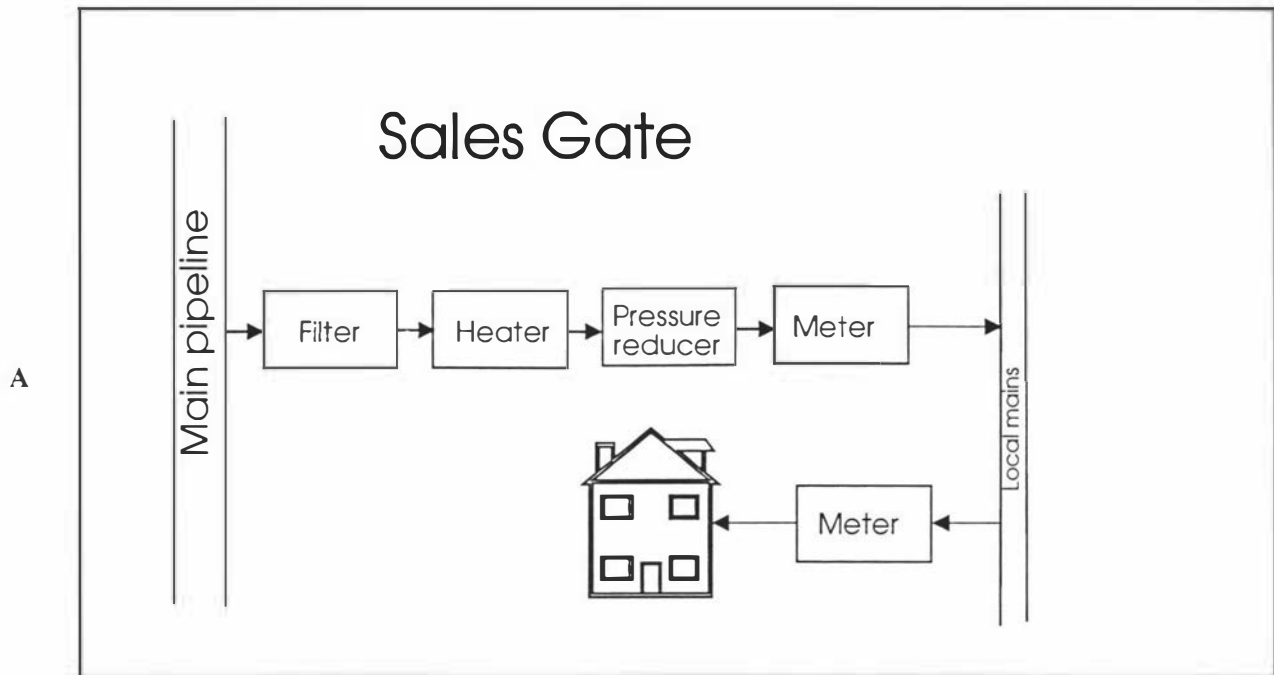 Sales Gate
Main pipeline
Filter
Heater
Pressure
reducer
Meter
Local mains
A
Meter